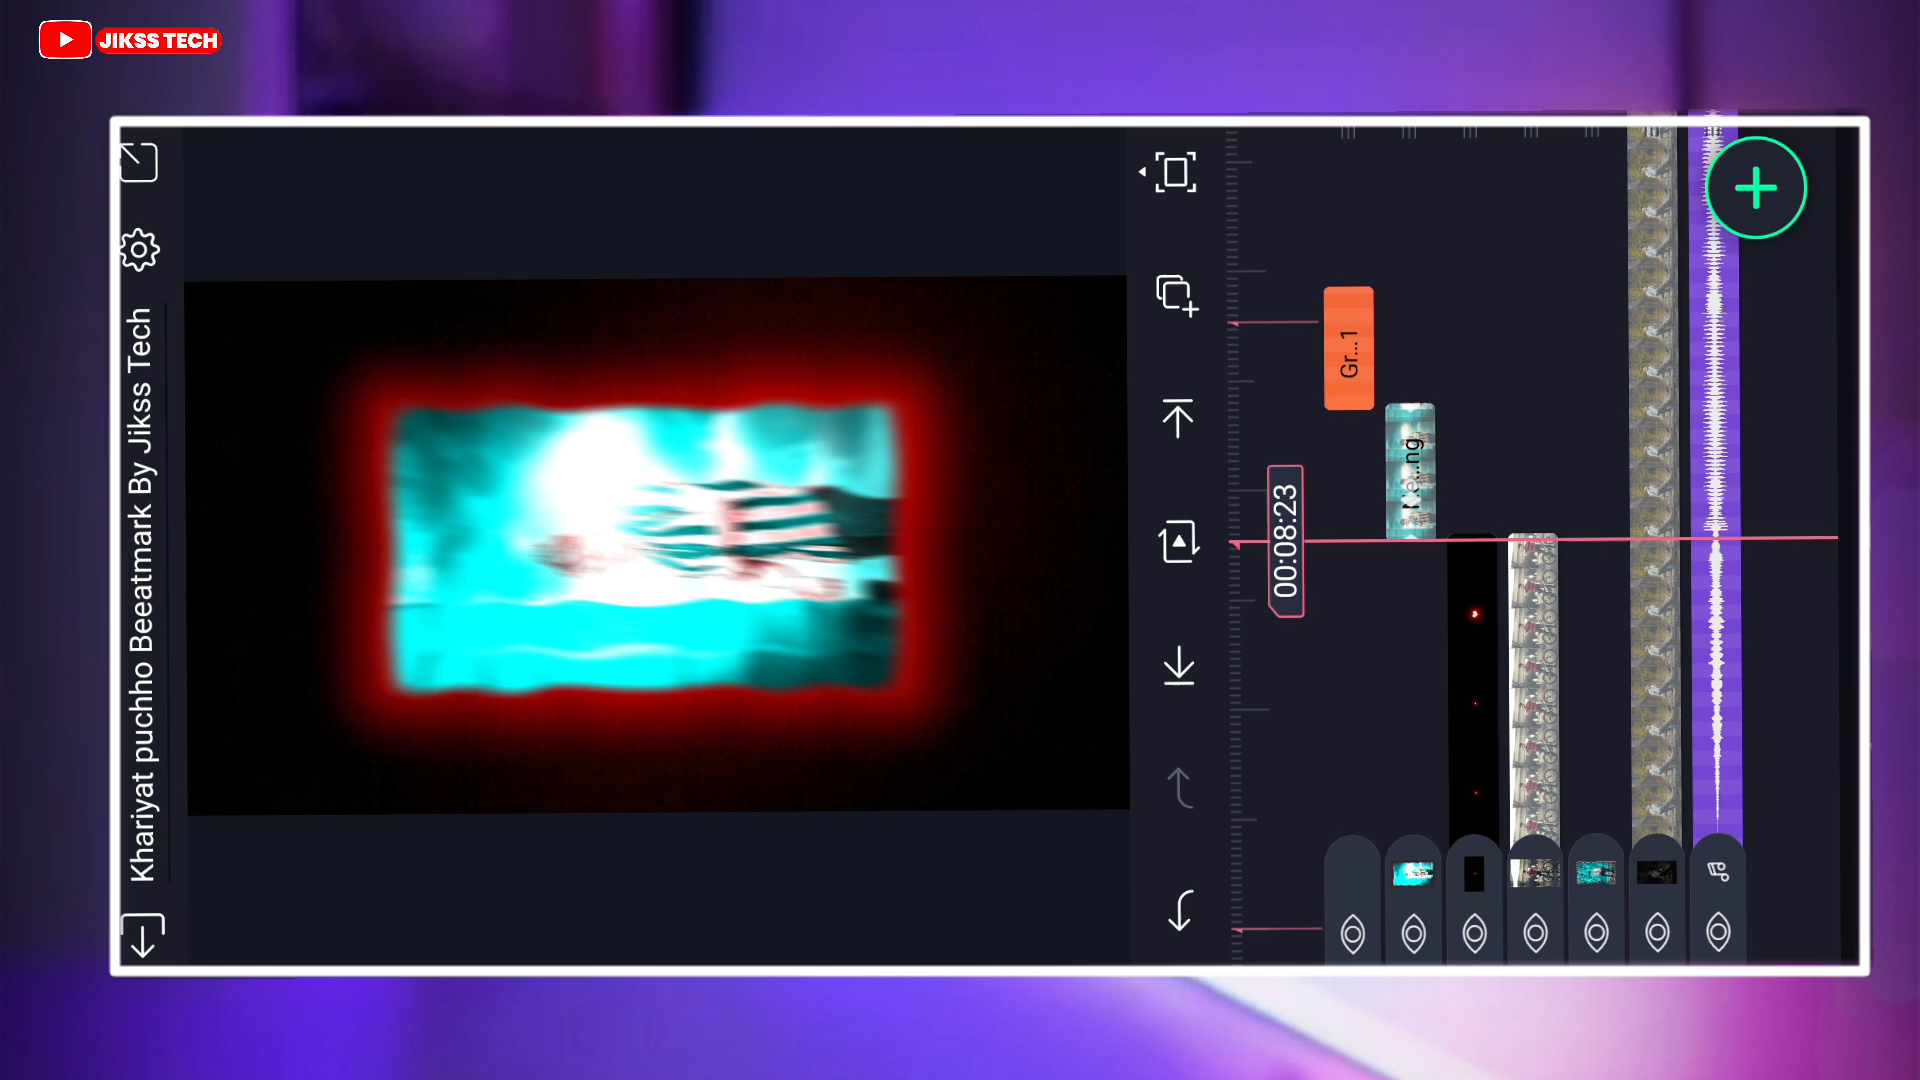 JIKSS TECH
Khariyat puchho Beeatmark By Jikss Tech
00:08:23
Gr...1